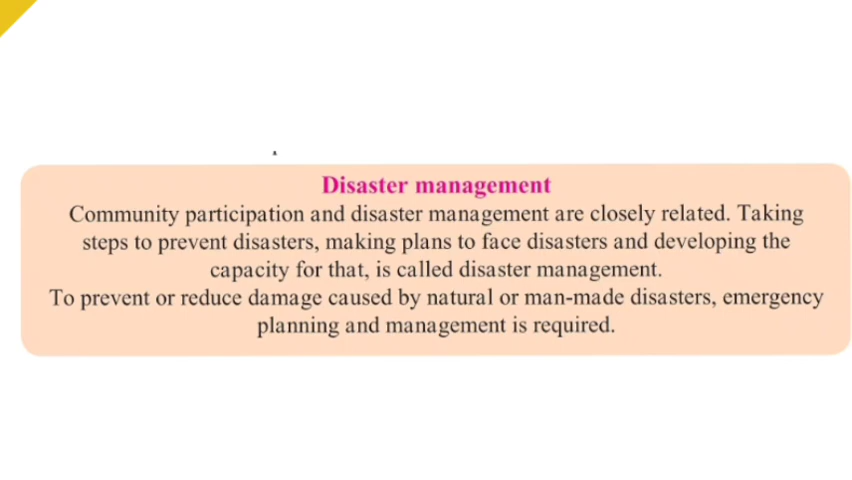 Disaster management
Community participation and disaster management are closely related. Taking
steps to prevent disasters, making plans to face disasters and developing the
capacity for that, is called disaster management.
To prevent or reduce damage caused by natural or man-made disasters, emergency
planning and management is required.